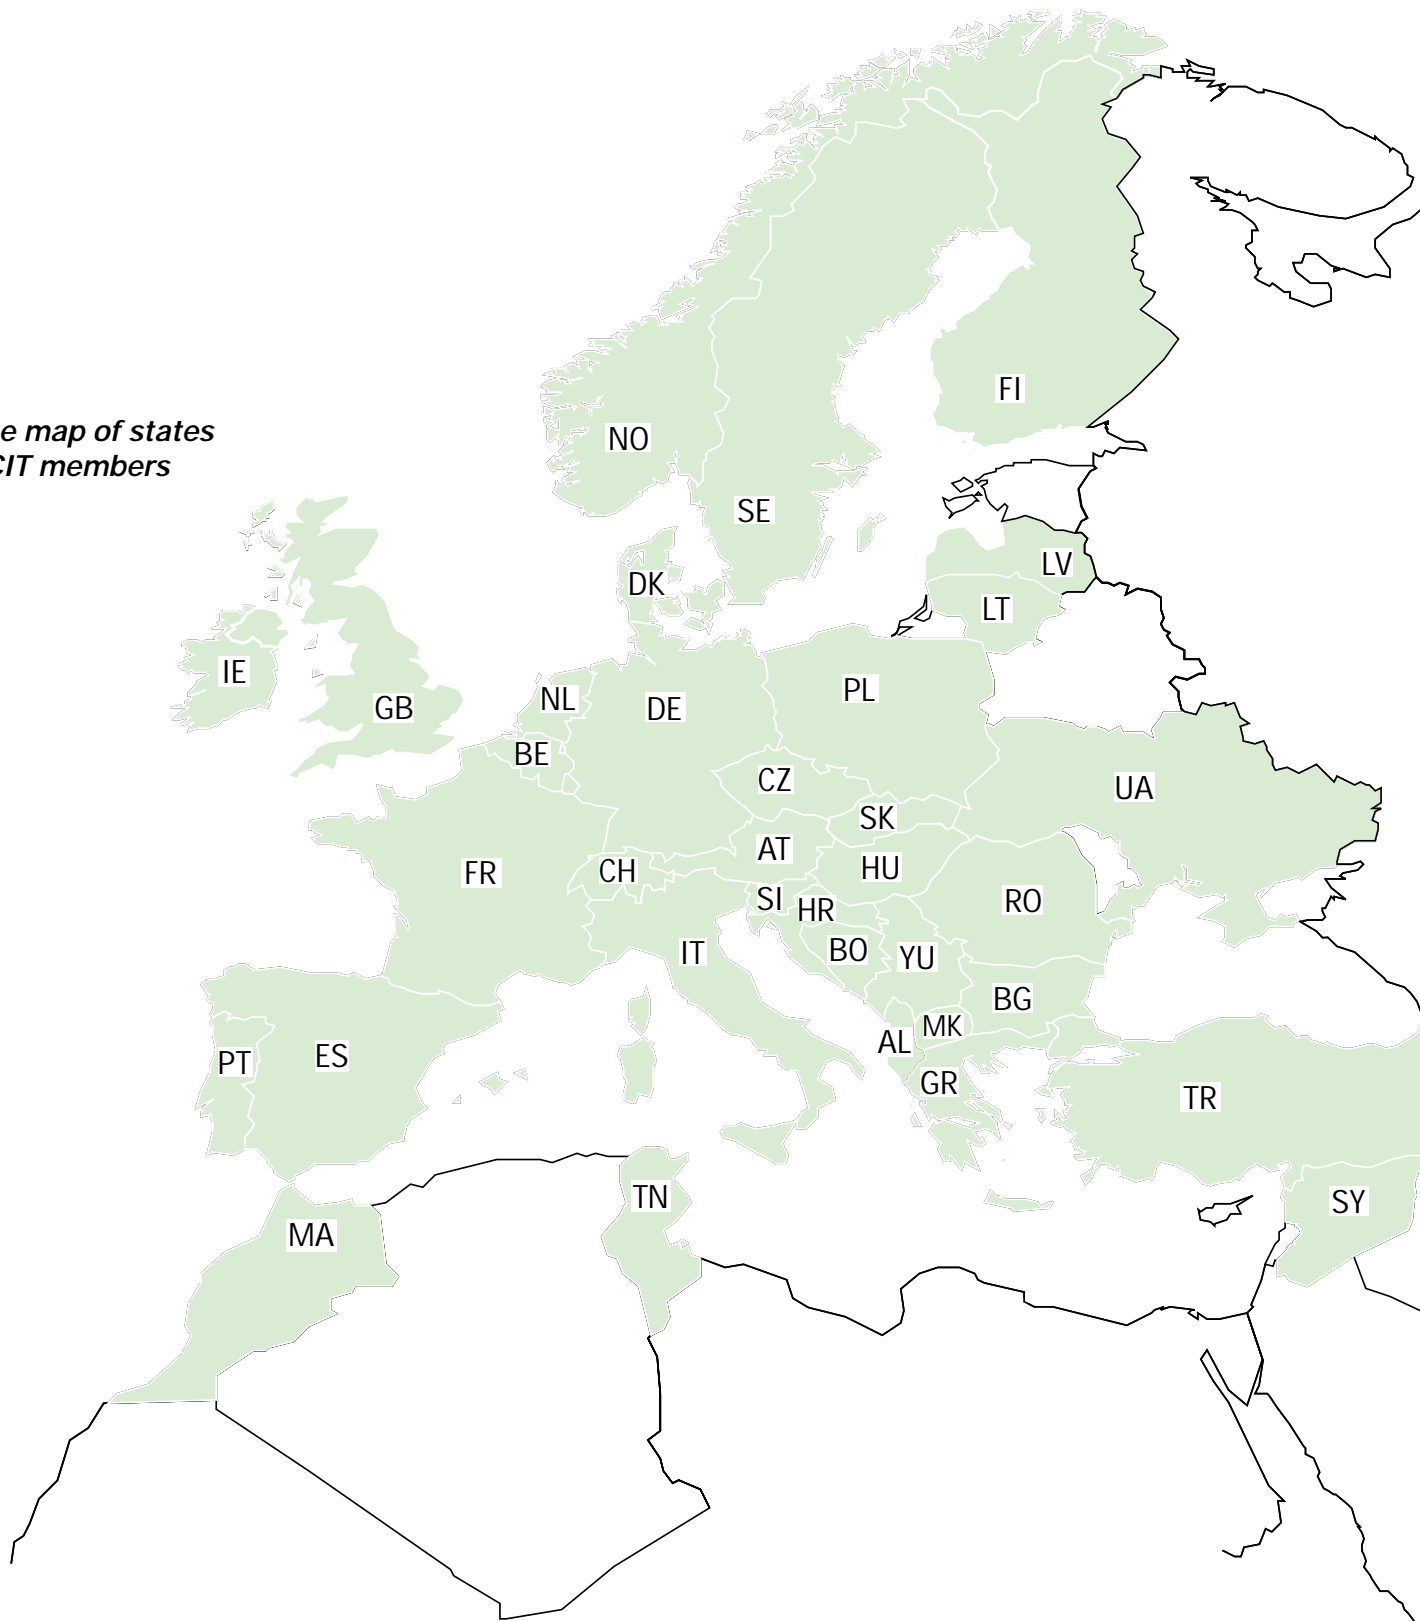 e map of states
CIT members
FI
NO
SE
LV
DK
LT
IE
NL
PL
GB
DE
BE
CZ
UA
SK
AT
FR
CH
HU
SI
HR
RO
IT
BO
YU
BG
MK
AL
PT
ES
GR
TR
TN
SY
MA